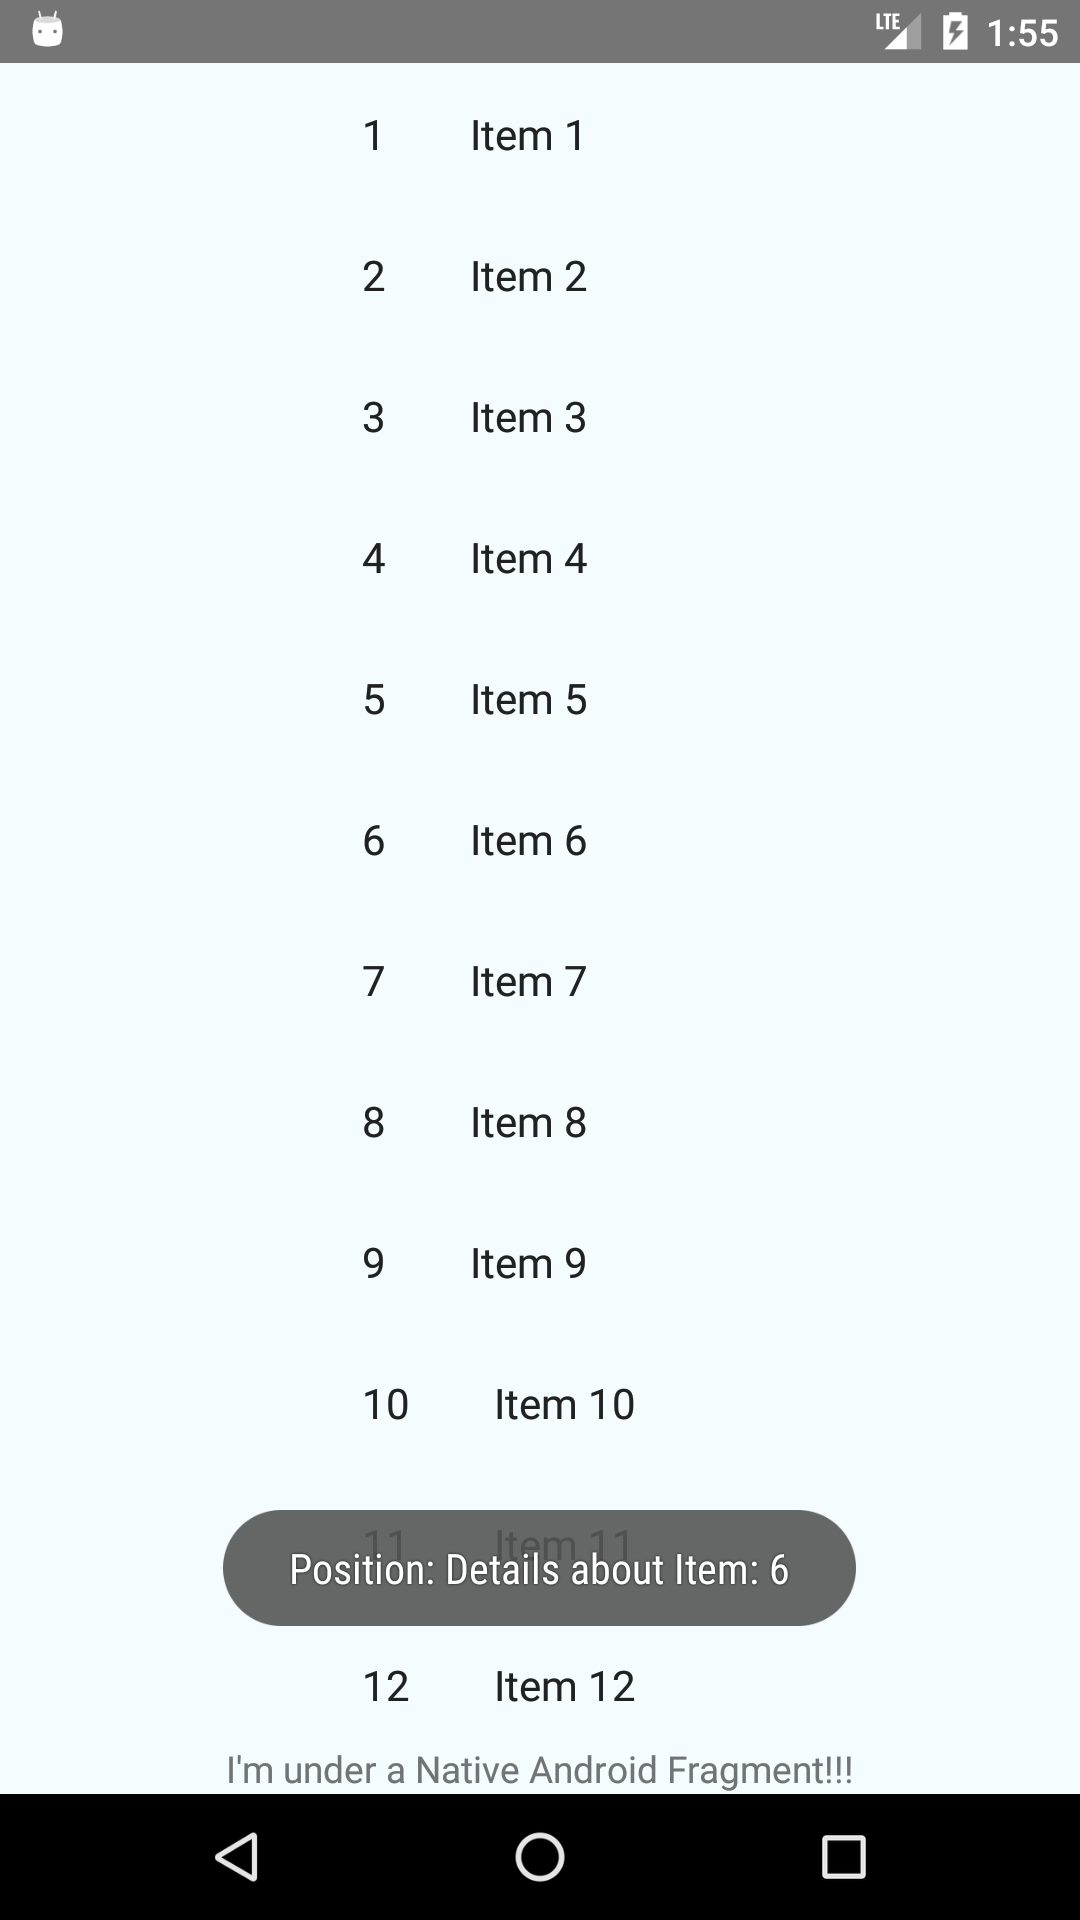 LTE 1:55
1 Item 1
2 Item 2
3 Item 3
4 Item 4
5 Item 5
6 Item 6
7 Item 7
8 Item 8
9 Item 9
10 Item 10
11 Item 11
Position: Details about Item: 6
12 Item 12
I'm under a Native Android Fragment!!!